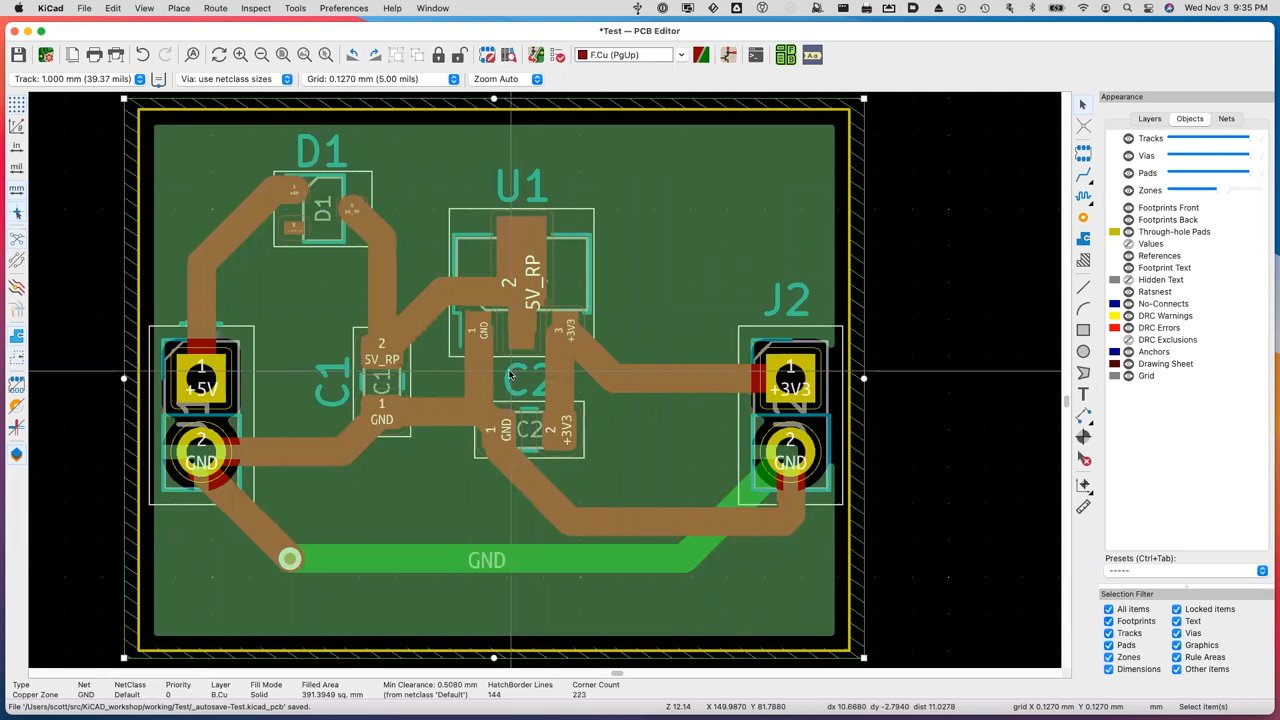 KiCad File Edit View Place Route Inspect Tools Preferences Help Window Wed Nov 3 9:35 PM
*Test — PCB Editor
F.Cu (PgUp)
Track: 1.000 mm (39.37 mils) Via: use netclass sizes Grid: 0.1270 mm (5.00 mils) Zoom Auto
in
mil
mm
D1
D1
U1
2
5V_RP
1
GND
3
+3V3
J2
C1
2
5V_RP
C1
1
GND
C2
1
GND
C2
2
+3V3
1
+5V
2
GND
1
+3V3
2
GND
GND
Appearance
Layers Objects Nets
Tracks
Vias
Pads
Zones
Footprints Front
Footprints Back
Through-hole Pads
Values
References
Footprint Text
Hidden Text
Ratsnest
No-Connects
DRC Warnings
DRC Errors
DRC Exclusions
Anchors
Drawing Sheet
Grid
Presets (Ctrl+Tab):
-----
Selection Filter
All items Locked items
Footprints Text
Tracks Vias
Pads Graphics
Zones Rule Areas
Dimensions Other items
Type Net NetClass Priority Layer Fill Mode Filled Area Min Clearance: 0.5080 mm HatchBorder Lines Corner Count
Copper Zone GND Default 0 B.Cu Solid 391.3949 sq. mm (from netclass "Default") 144 223
File '/Users/scott/src/KiCAD_workshop/working/Test/_autosave-Test.kicad_pcb' saved. Z 12.14 X 149.9870 Y 81.7880 dx 10.6680 dy -2.7940 dist 11.0278 grid X 0.1270 Y 0.1270 mm Select item(s)